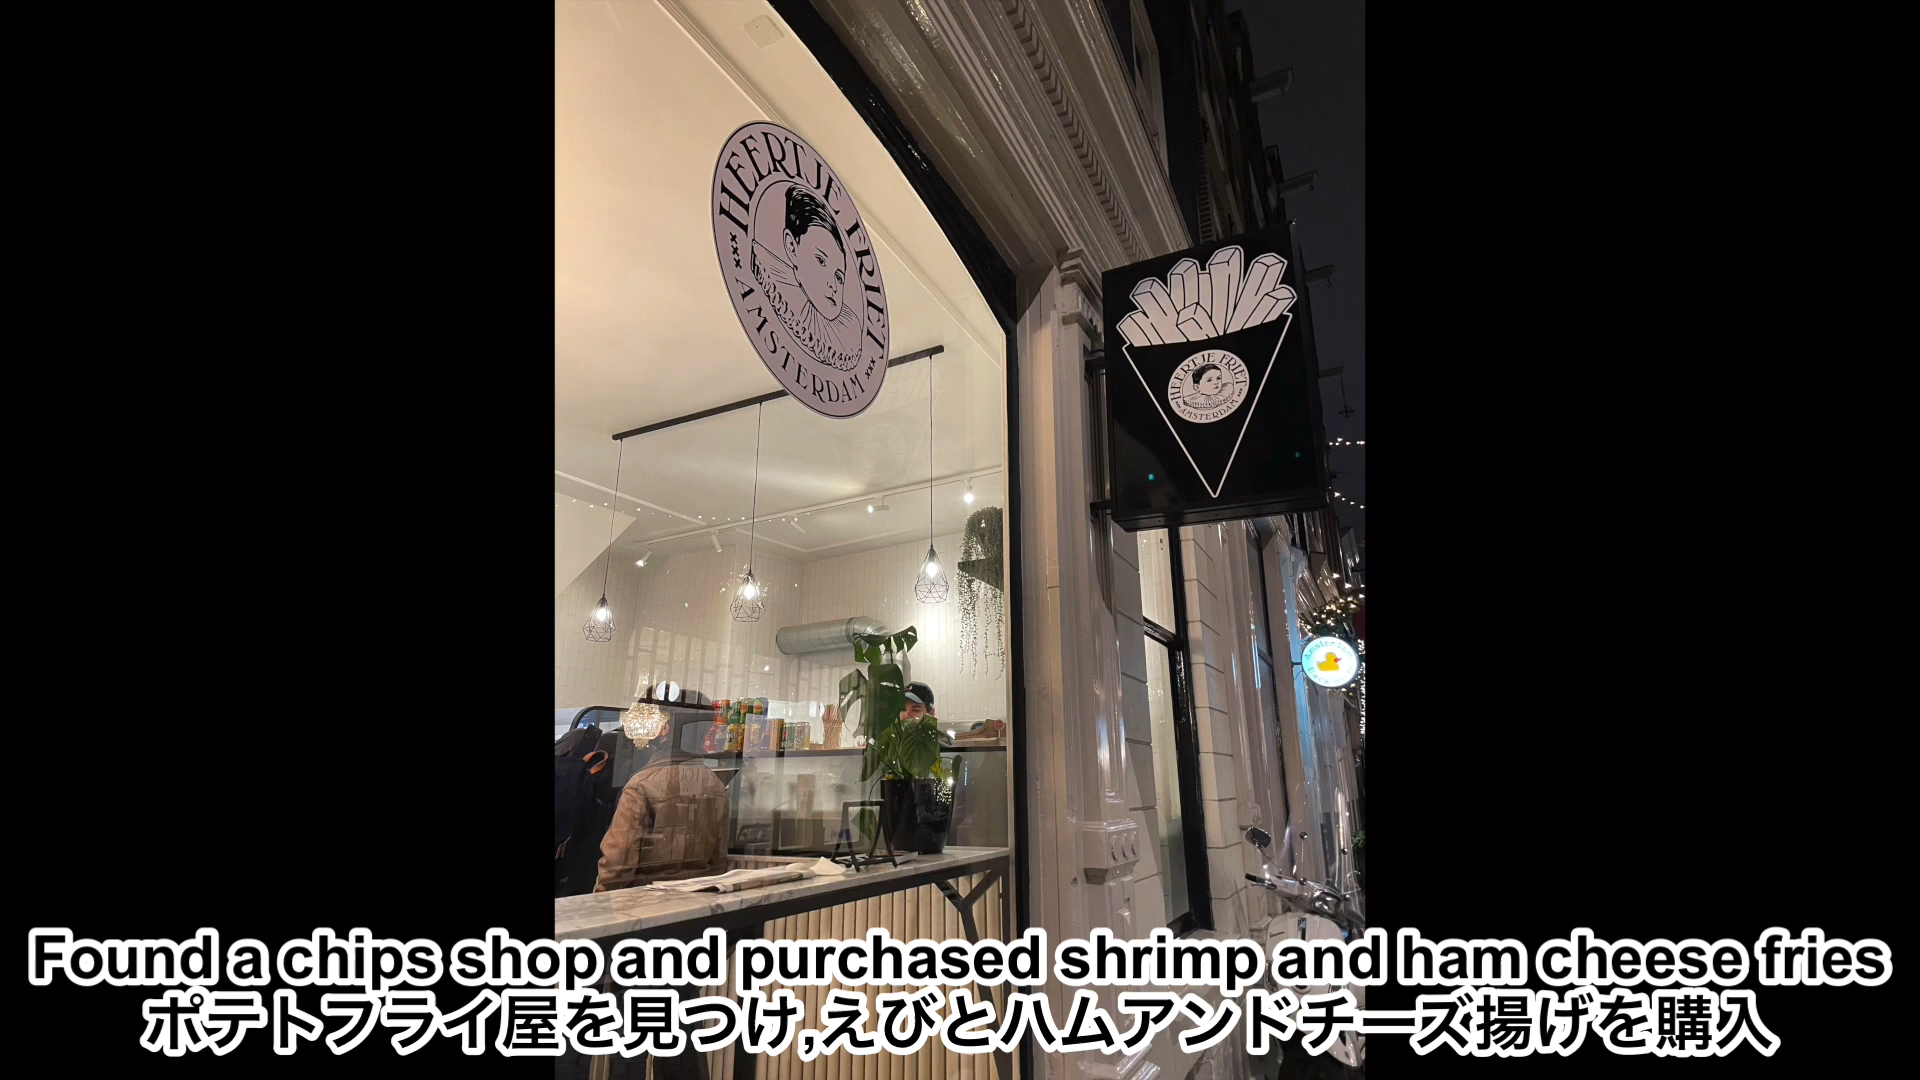 HEERTJE FRIET
xxx AMSTERDAM xxx
HEERTJE FRIET
AMSTERDAM
Found a chips shop and purchased shrimp and ham cheese fries
ポテトフライ屋を見つけ,えびとハムアンドチーズ揚げを購入